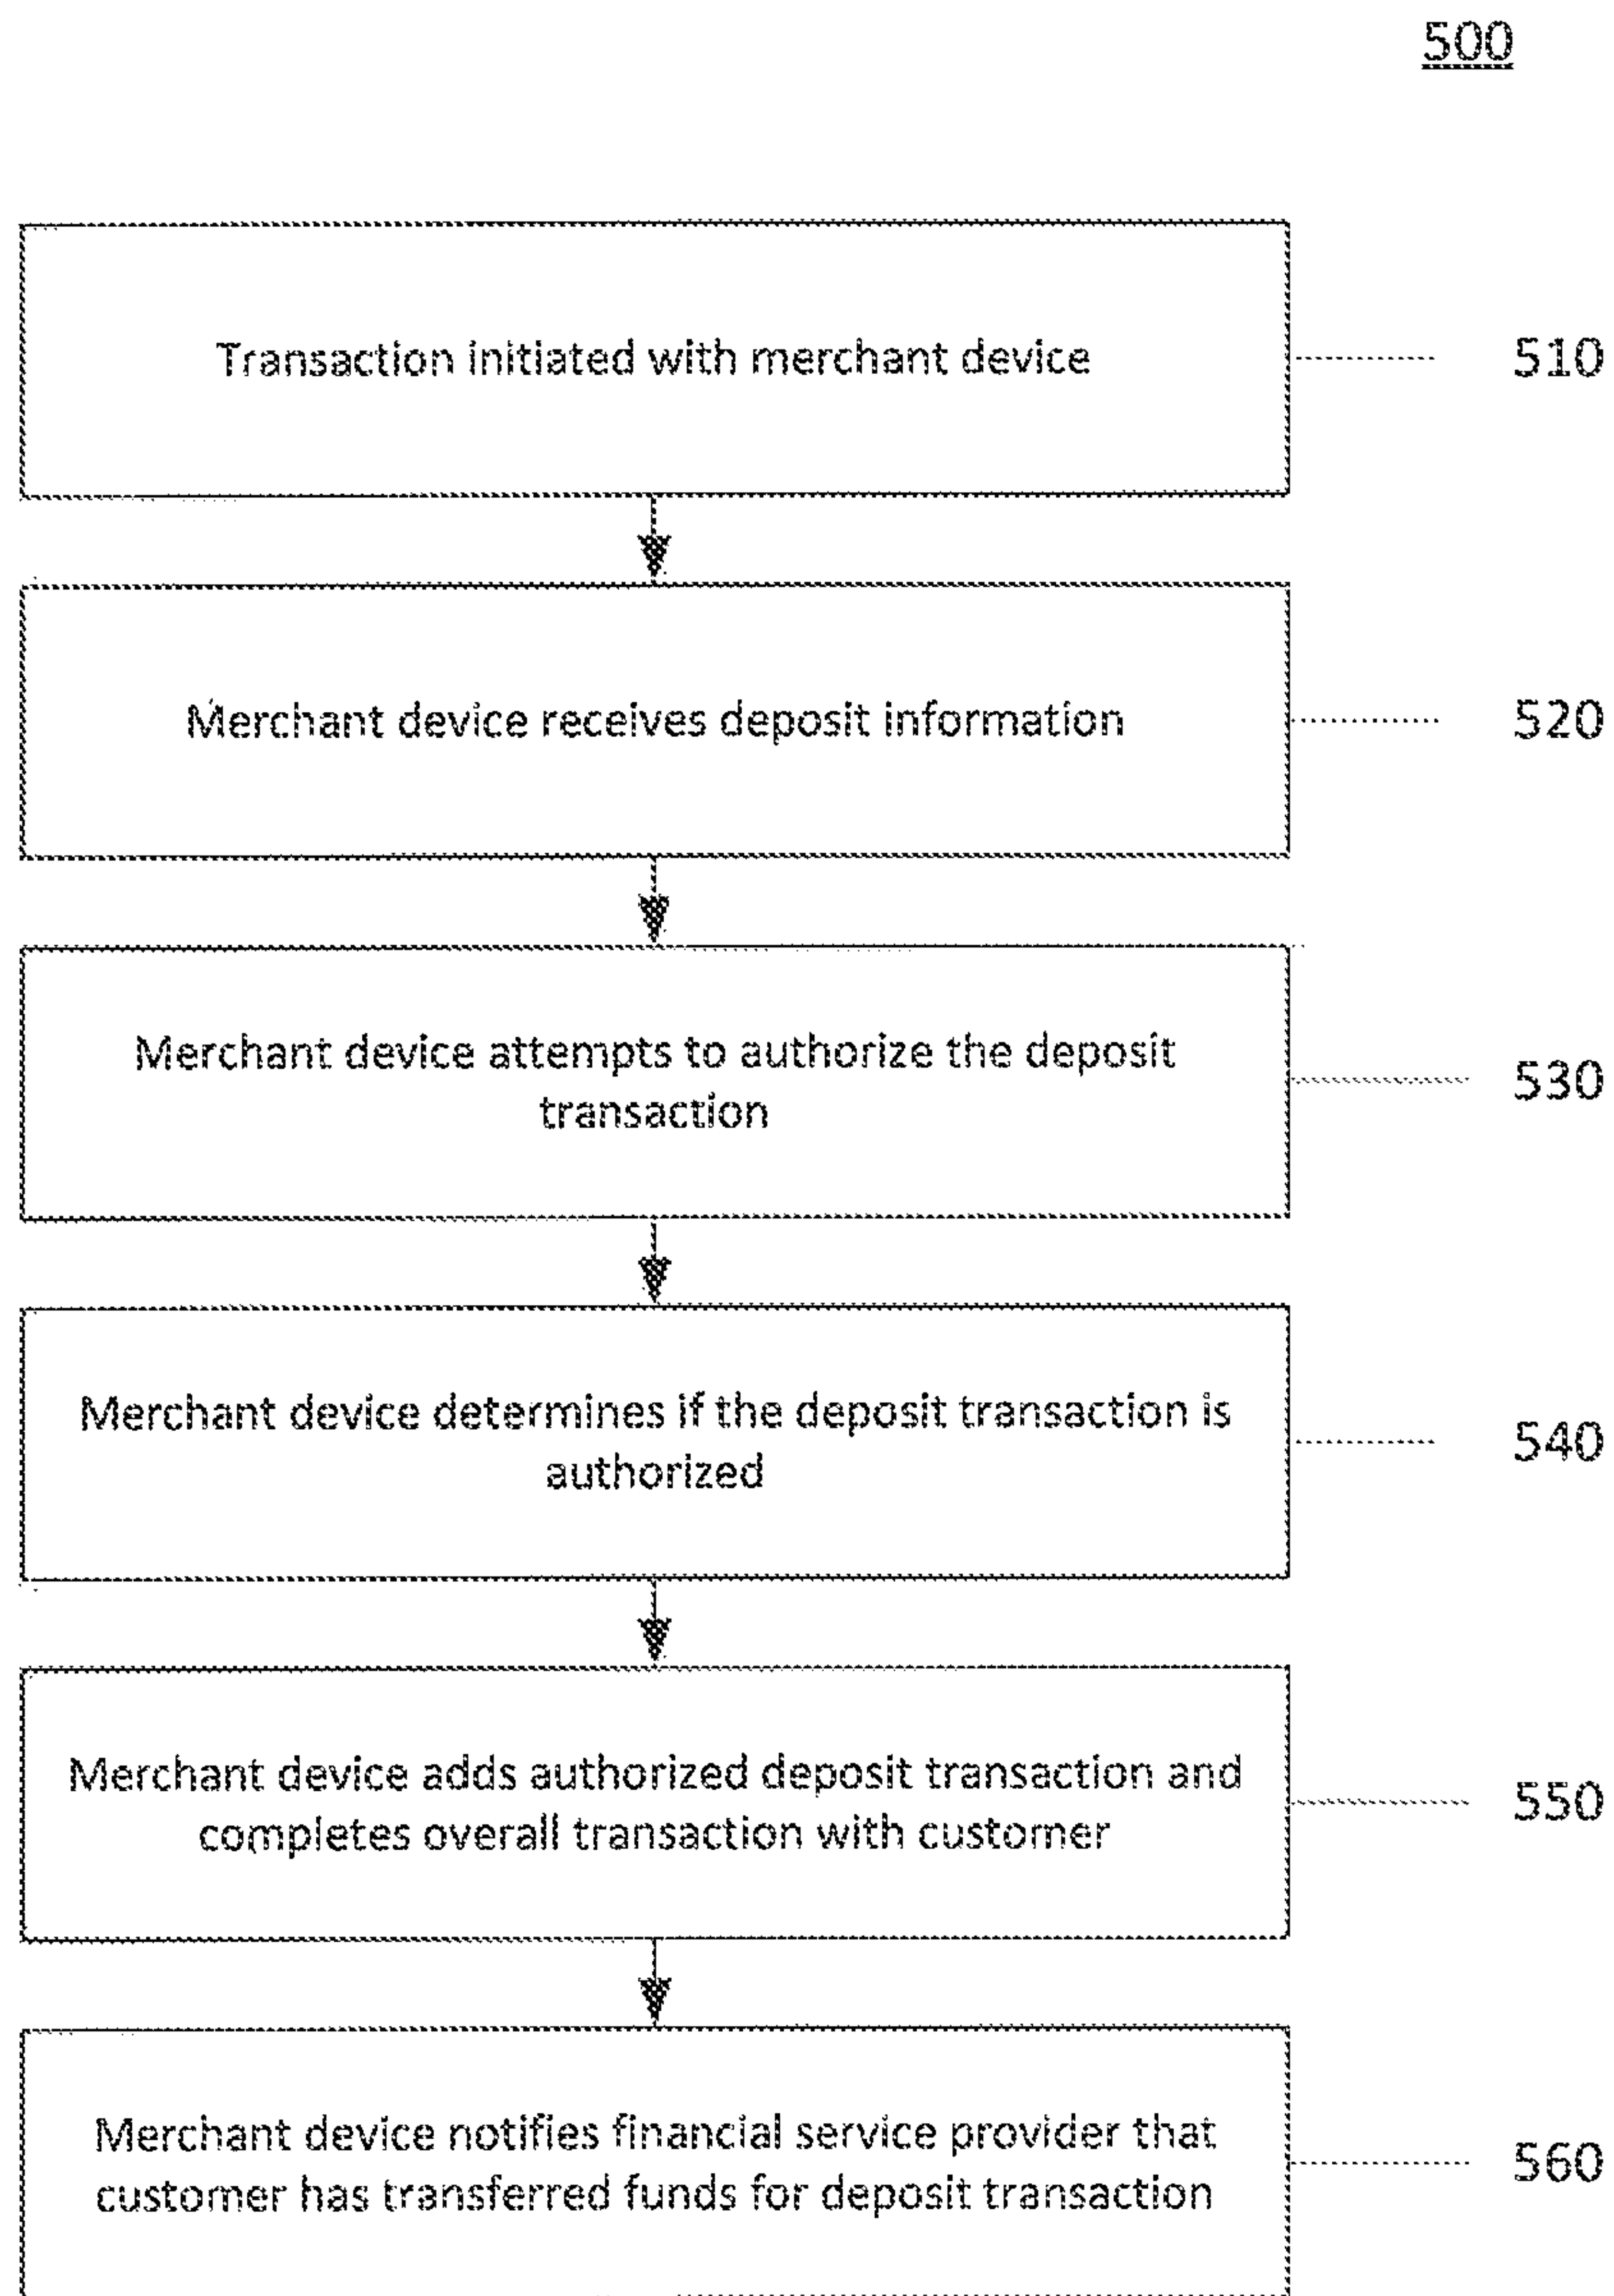 500
Transaction initiated with merchant device
510
Merchant device receives deposit information
520
Merchant device attempts to authorize the deposit
transaction
530
Merchant device determines if the deposit transaction is
authorized
540
Merchant device adds authorized deposit transaction and
completes overall transaction with customer
550
Merchant device notifies financial service provider that
customer has transferred funds for deposit transaction
560